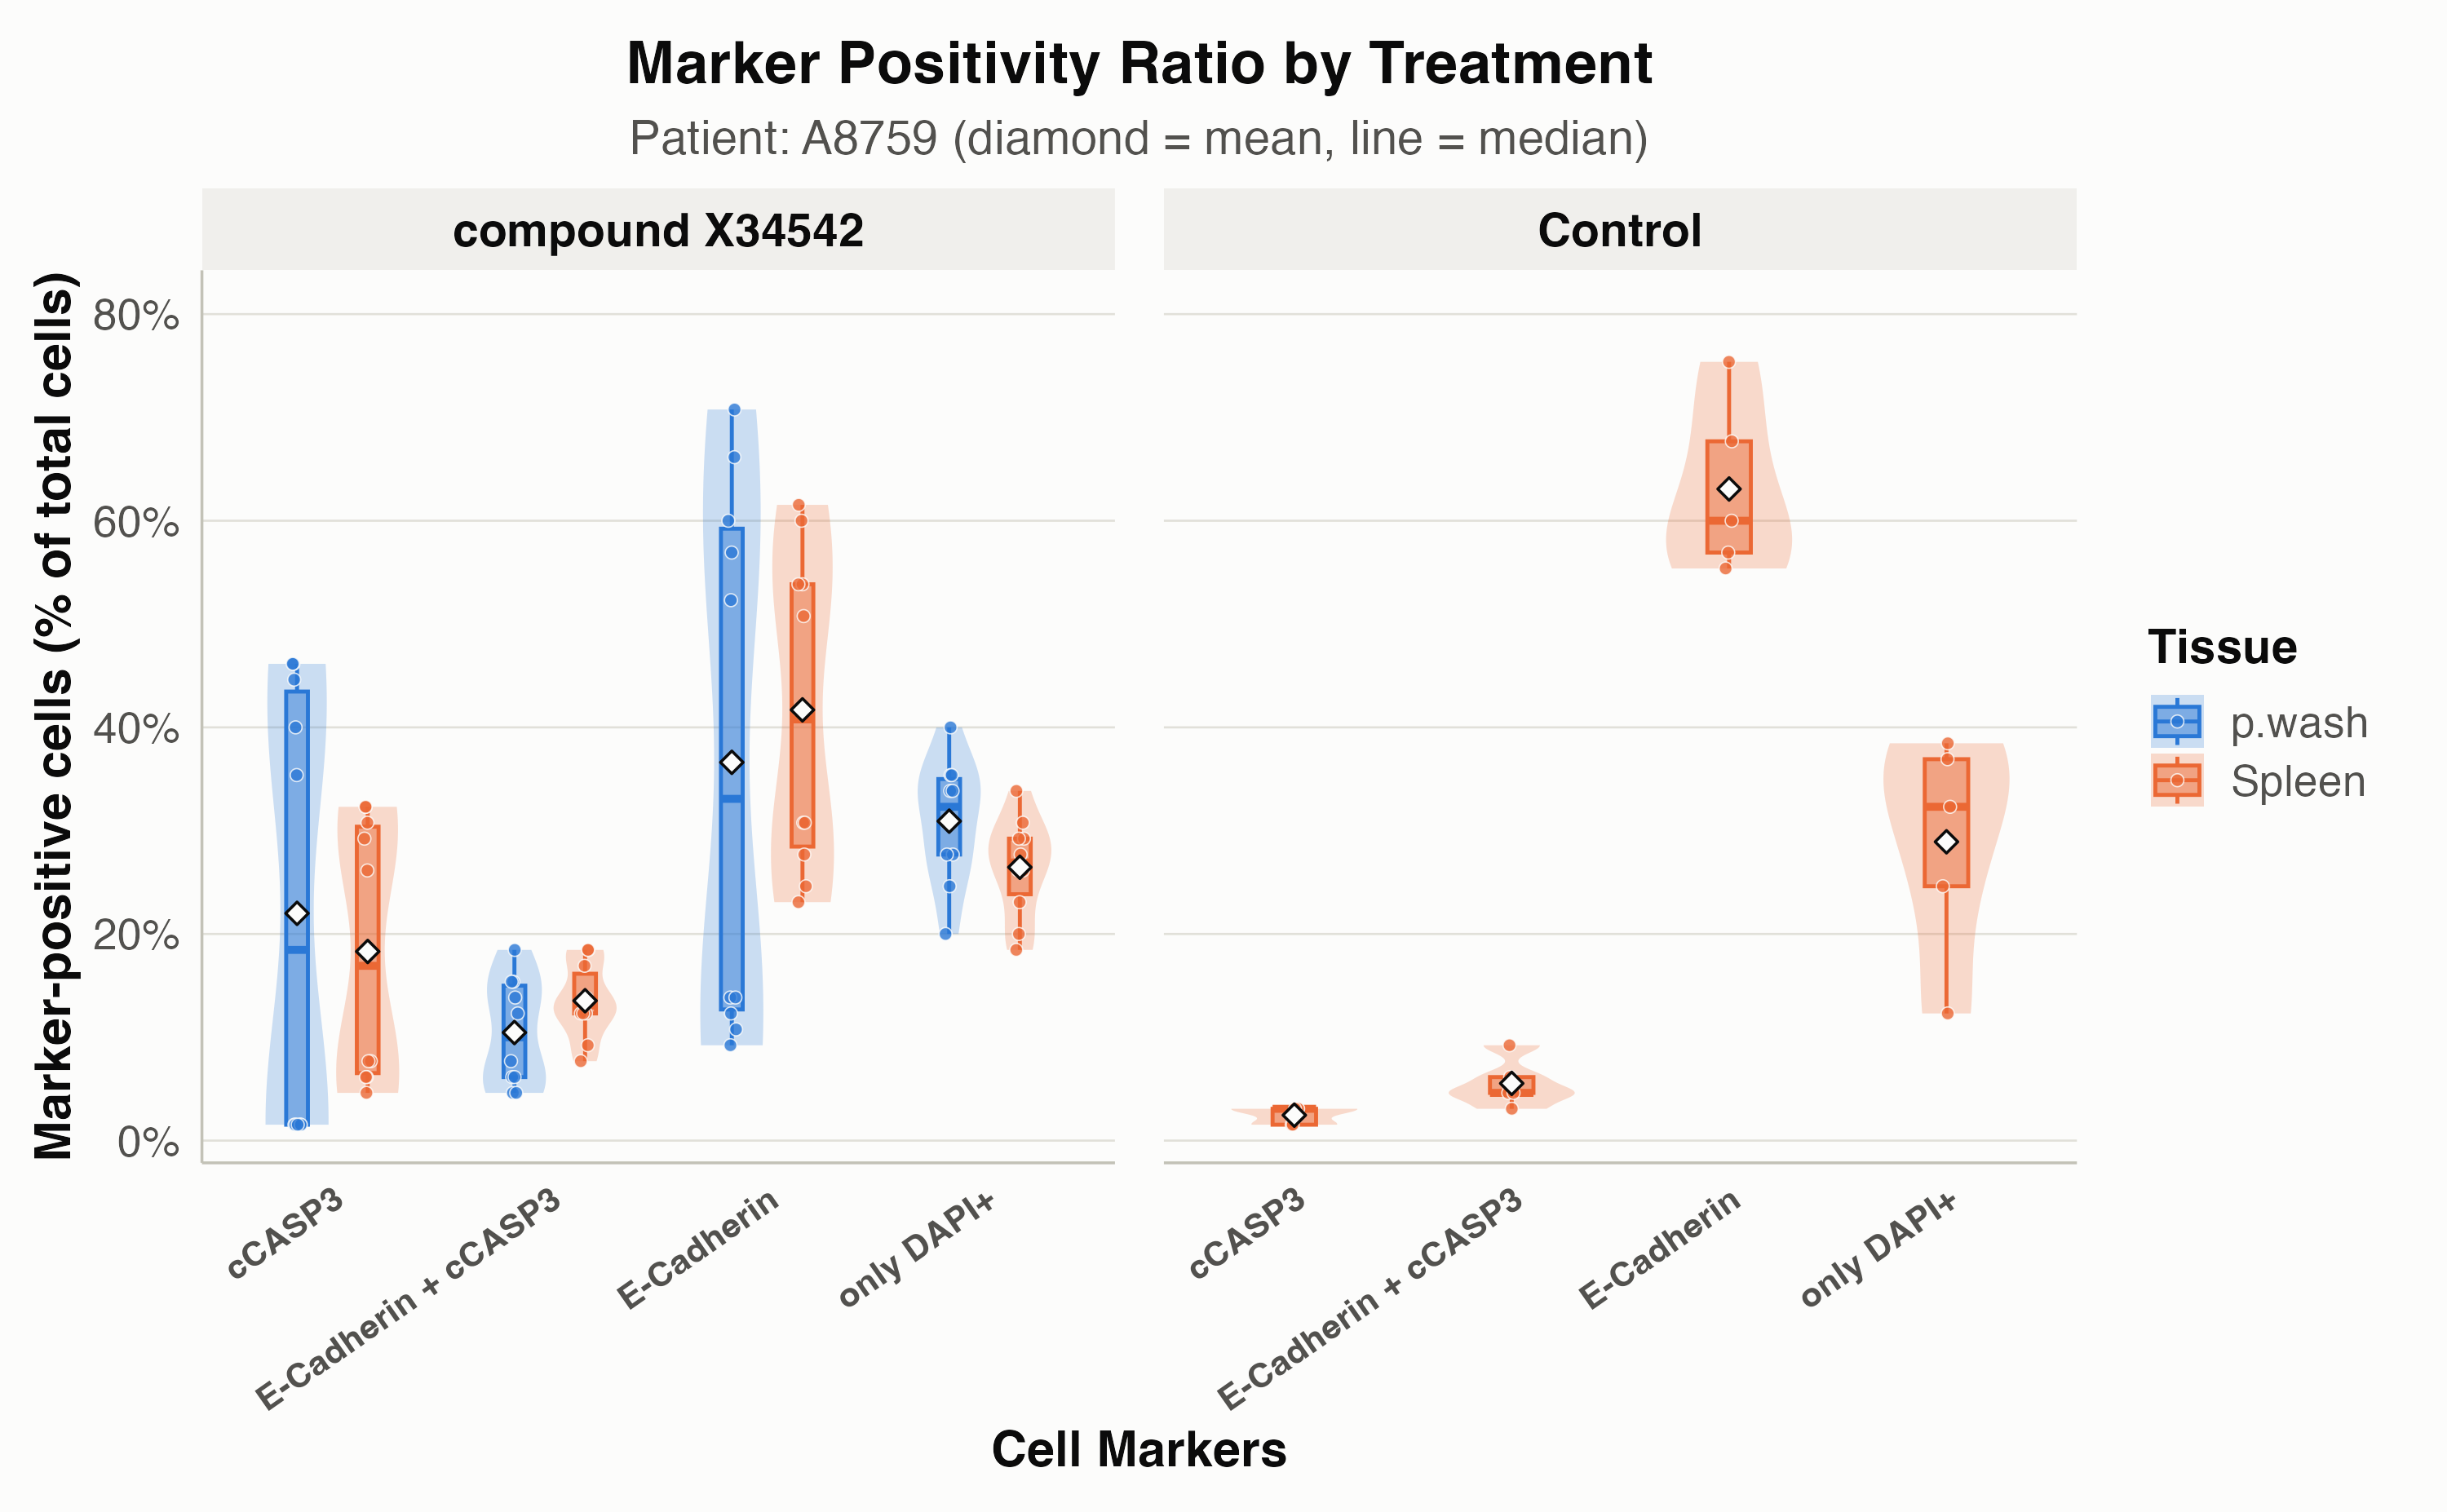 Marker Positivity Ratio by Treatment
Patient: A8759 (diamond = mean, line = median)
compound X34542
Control
Marker-positive cells (% of total cells)
80%
60%
40%
20%
0%
cCASP3
E-Cadherin + cCASP3
E-Cadherin
only DAPI+
cCASP3
E-Cadherin + cCASP3
E-Cadherin
only DAPI+
Cell Markers
Tissue
p.wash
Spleen